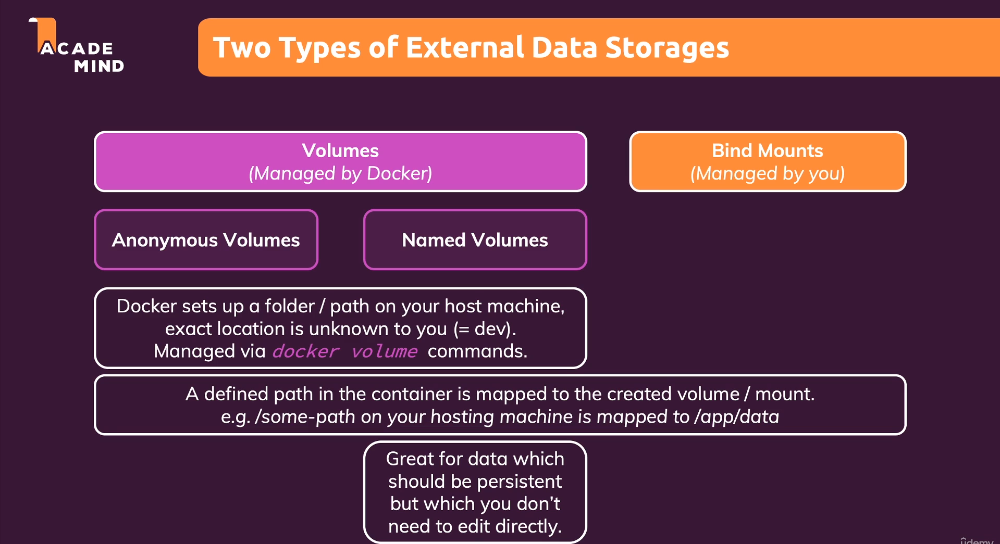 ACADE
MIND
Two Types of External Data Storages
Volumes
(Managed by Docker)
Bind Mounts
(Managed by you)
Anonymous Volumes
Named Volumes
Docker sets up a folder / path on your host machine,
exact location is unknown to you (= dev).
Managed via docker volume commands.
A defined path in the container is mapped to the created volume / mount.
e.g. /some-path on your hosting machine is mapped to /app/data
Great for data which
should be persistent
but which you don’t
need to edit directly.
udemy